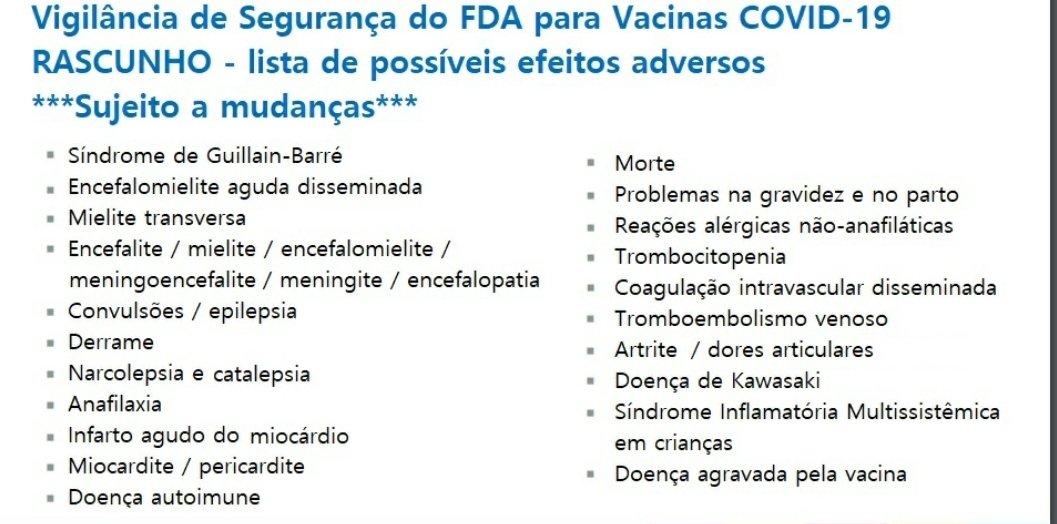 Vigilância de Segurança do FDA para Vacinas COVID-19
RASCUNHO - lista de possíveis efeitos adversos
***Sujeito a mudanças***
▪ Síndrome de Guillain-Barré
▪ Encefalomielite aguda disseminada
▪ Mielite transversa
▪ Encefalite / mielite / encefalomielite /
meningoencefalite / meningite / encefalopatia
▪ Convulsões / epilepsia
▪ Derrame
▪ Narcolepsia e catalepsia
▪ Anafilaxia
▪ Infarto agudo do miocárdio
▪ Miocardite / pericardite
▪ Doença autoimune
▪ Morte
▪ Problemas na gravidez e no parto
▪ Reações alérgicas não-anafiláticas
▪ Trombocitopenia
▪ Coagulação intravascular disseminada
▪ Tromboembolismo venoso
▪ Artrite / dores articulares
▪ Doença de Kawasaki
▪ Síndrome Inflamatória Multissistêmica
em crianças
▪ Doença agravada pela vacina